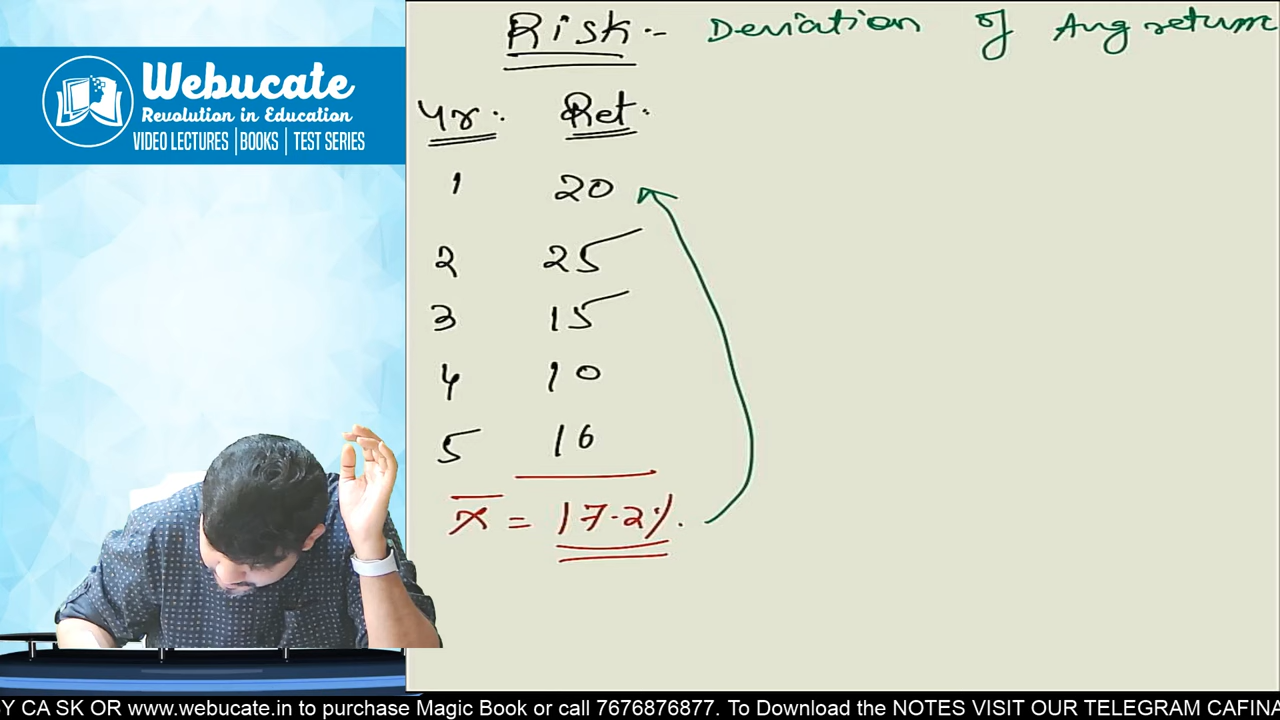 Webucate
Revolution in Education
VIDEO LECTURES | BOOKS | TEST SERIES
Risk:- Deviation of Avg return
Yr: Ret:
1 20
2 25
3 15
4 10
5 16
x̄ = 17.2%.
BY CA SK OR www.webucate.in to purchase Magic Book or call 7676876877. To Download the NOTES VISIT OUR TELEGRAM CAFINA